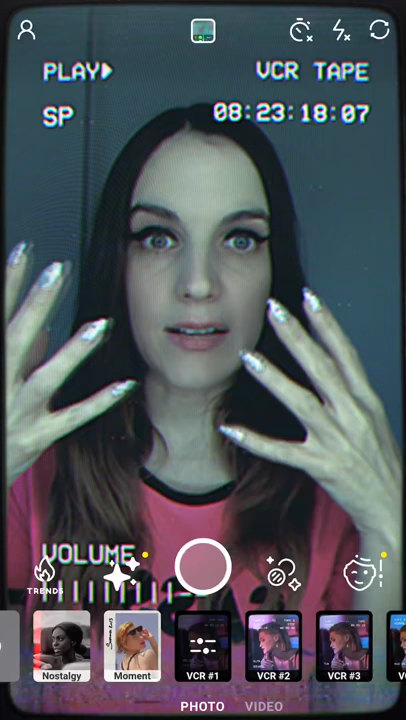 PLAY
VCR TAPE
SP
08:23:18:07
VOLUME
TRENDS
Nostalgy
Moment
VCR #1
VCR #2
VCR #3
PHOTO
VIDEO